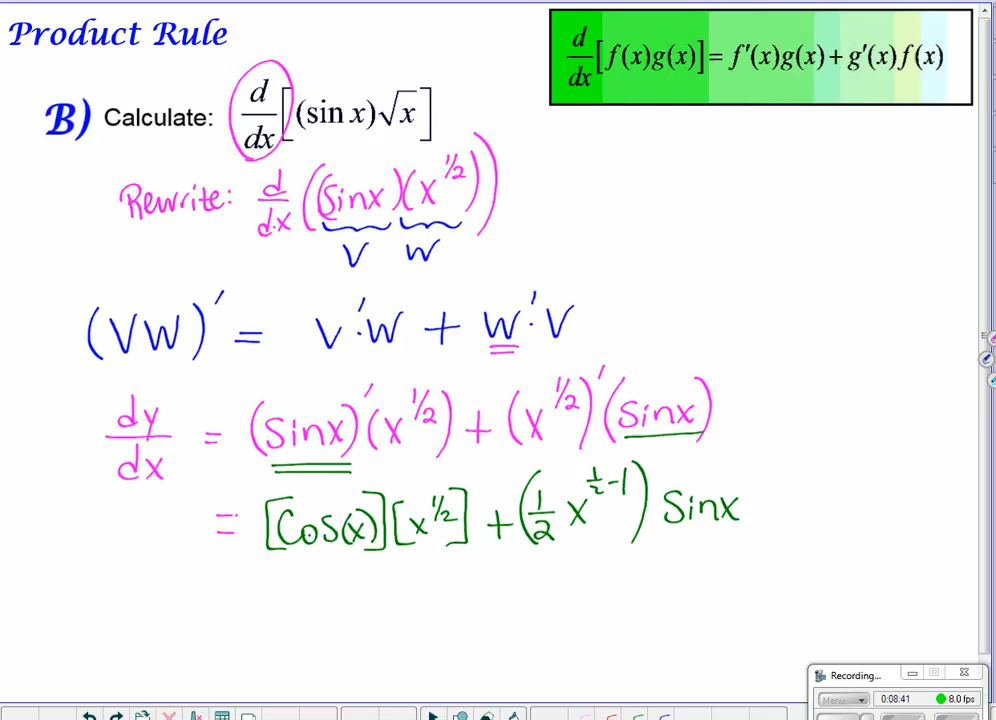 Product Rule
d/dx [f(x)g(x)] = f′(x)g(x) + g′(x)f(x)
B) Calculate: d/dx [(sin x)√x]
Rewrite: d/dx ((sinx)(x^1/2))
V W
(VW)′ = V′·W + W′·V
dy/dx = (sinx)′(x^1/2) + (x^1/2)′(sinx)
= [Cos(x)][x^1/2] + (1/2 x^(1/2-1)) Sinx
Recording...
Menu 0:08:41 8.0 fps